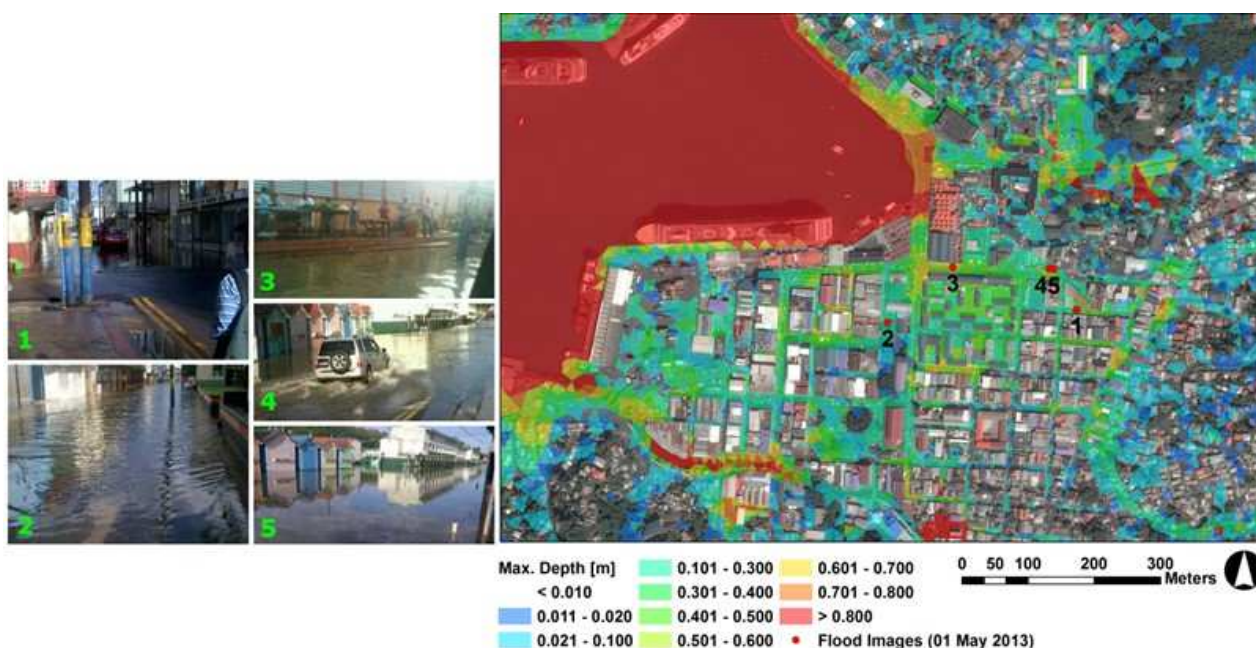 1
2
3
4
5
3
45
1
2
Max. Depth [m]
< 0.010
0.011 - 0.020
0.021 - 0.100
0.101 - 0.300
0.301 - 0.400
0.401 - 0.500
0.501 - 0.600
0.601 - 0.700
0.701 - 0.800
> 0.800
Flood Images (01 May 2013)
0 50 100 200 300
Meters